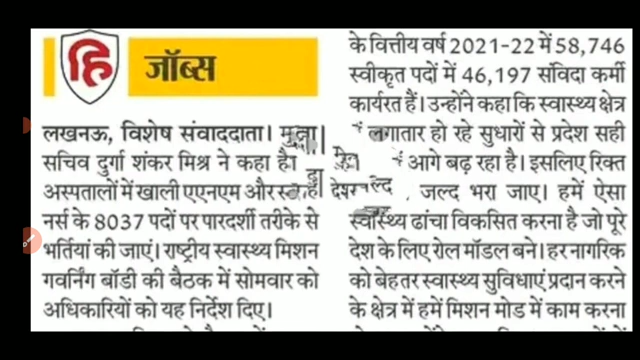 हि
जॉब्स
लखनऊ, विशेष संवाददाता।
सचिव दुर्गा शंकर मिश्र ने कहा है
अस्पतालों में खाली एएनएम और
नर्स के 8037 पदों पर पारदर्शी तरीके से
भर्तियां की जाएं। राष्ट्रीय स्वास्थ्य मिशन
गवर्निंग बॉडी की बैठक में सोमवार को
अधिकारियों को यह निर्देश दिए।
के वित्तीय वर्ष 2021-22 में 58,746
स्वीकृत पदों में 46,197 संविदा कर्मी
कार्यरत हैं। उन्होंने कहा कि स्वास्थ्य क्षेत्र
में लगातार हो रहे सुधारों से प्रदेश सही
में आगे बढ़ रहा है। इसलिए रिक्त
जल्द भरा जाए। हमें ऐसा
स्वास्थ्य ढांचा विकसित करना है जो पूरे
देश के लिए रोल मॉडल बने। हर नागरिक
को बेहतर स्वास्थ्य सुविधाएं प्रदान करने
के क्षेत्र में हमें मिशन मोड में काम करना